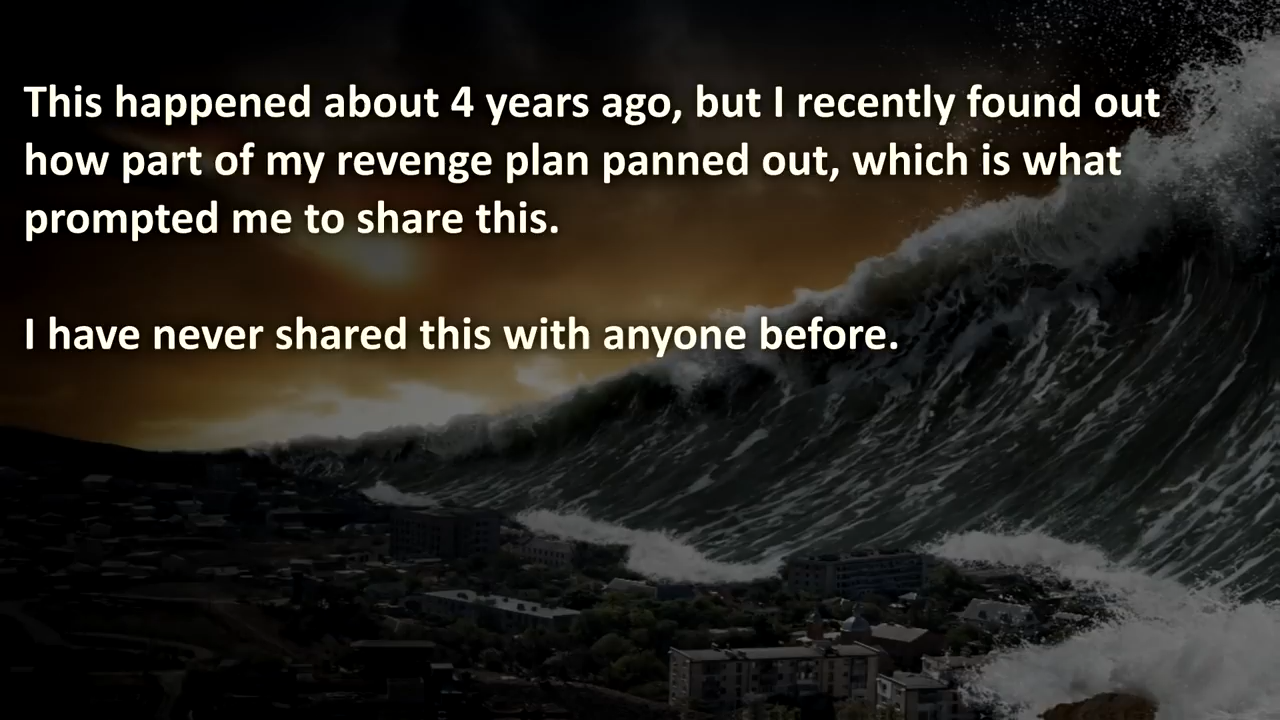 This happened about 4 years ago, but I recently found out
how part of my revenge plan panned out, which is what
prompted me to share this.
I have never shared this with anyone before.